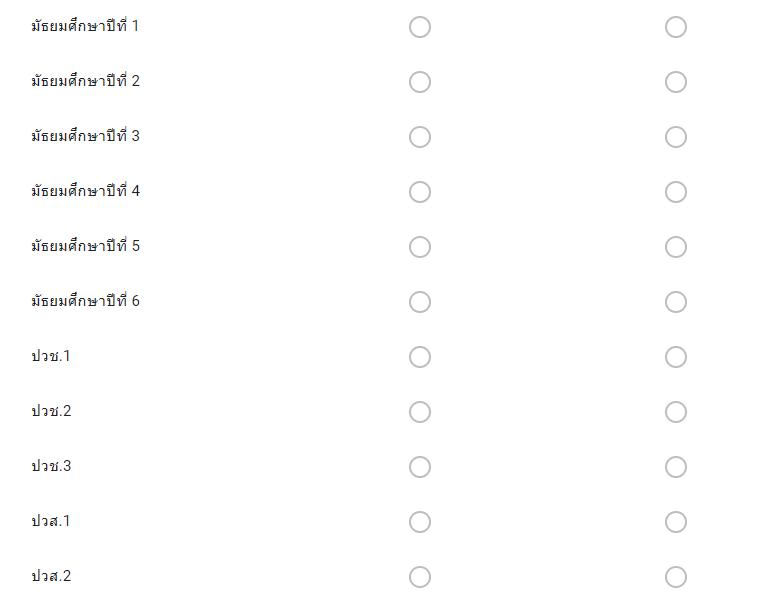 มัธยมศึกษาปีที่ 1
มัธยมศึกษาปีที่ 2
มัธยมศึกษาปีที่ 3
มัธยมศึกษาปีที่ 4
มัธยมศึกษาปีที่ 5
มัธยมศึกษาปีที่ 6
ปวช.1
ปวช.2
ปวช.3
ปวส.1
ปวส.2